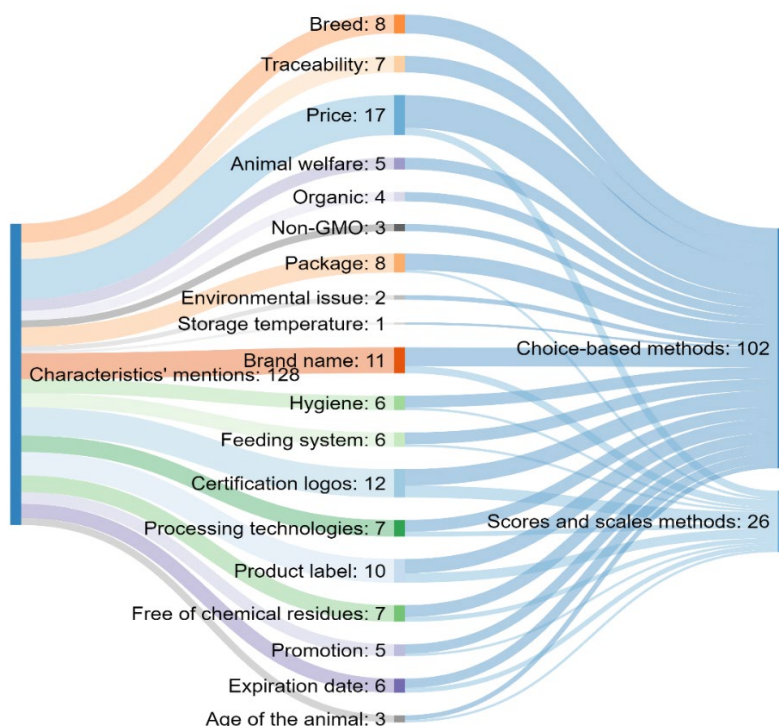 Breed: 8
Traceability: 7
Price: 17
Animal welfare: 5
Organic: 4
Non-GMO: 3
Package: 8
Environmental issue: 2
Storage temperature: 1
Choice-based methods: 102
Brand name: 11
Characteristics' mentions: 128
Hygiene: 6
Feeding system: 6
Certification logos: 12
Scores and scales methods: 26
Processing technologies: 7
Product label: 10
Free of chemical residues: 7
Promotion: 5
Expiration date: 6
Age of the animal: 3